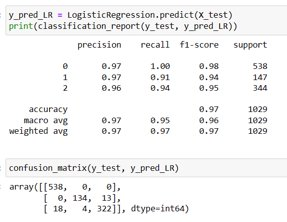 y_pred_LR = LogisticRegression.predict(X_test)
print(classification_report(y_test, y_pred_LR))
precision recall f1-score support
0 0.97 1.00 0.98 538
1 0.97 0.91 0.94 147
2 0.96 0.94 0.95 344
accuracy 0.97 1029
macro avg 0.97 0.95 0.96 1029
weighted avg 0.97 0.97 0.97 1029
confusion_matrix(y_test, y_pred_LR)
array([[538, 0, 0],
[ 0, 134, 13],
[ 18, 4, 322]], dtype=int64)